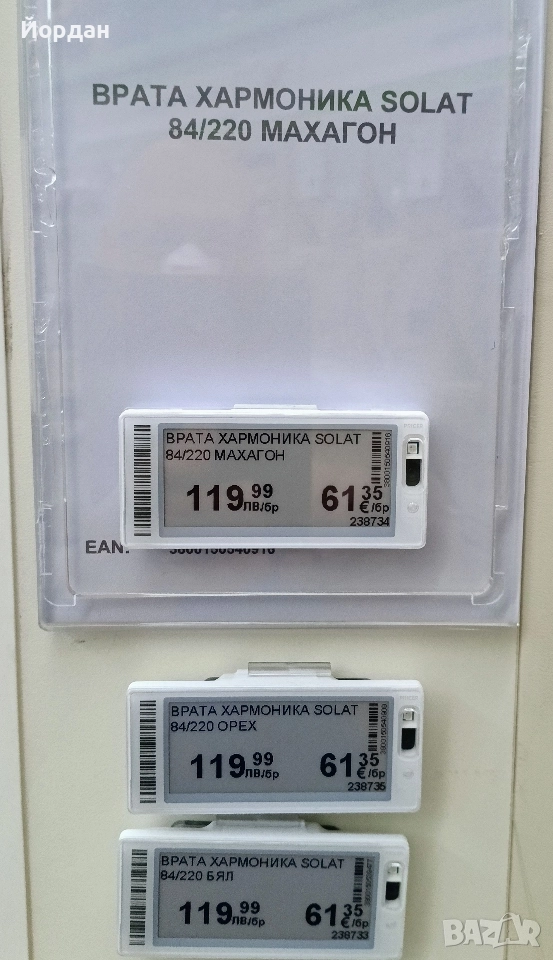 Йордан
ВРАТА ХАРМОНИКА SOLAT
84/220 МАХАГОН
ВРАТА ХАРМОНИКА SOLAT
84/220 МАХАГОН
119 99 ЛВ/бр 61 35 €/бр
238734
EAN:
ВРАТА ХАРМОНИКА SOLAT
84/220 ОРЕХ
119 99 ЛВ/бр 61 35 €/бр
238735
ВРАТА ХАРМОНИКА SOLAT
84/220 БЯЛ
119 99 ЛВ/бр 61 35 €/бр
238733
BAZAR